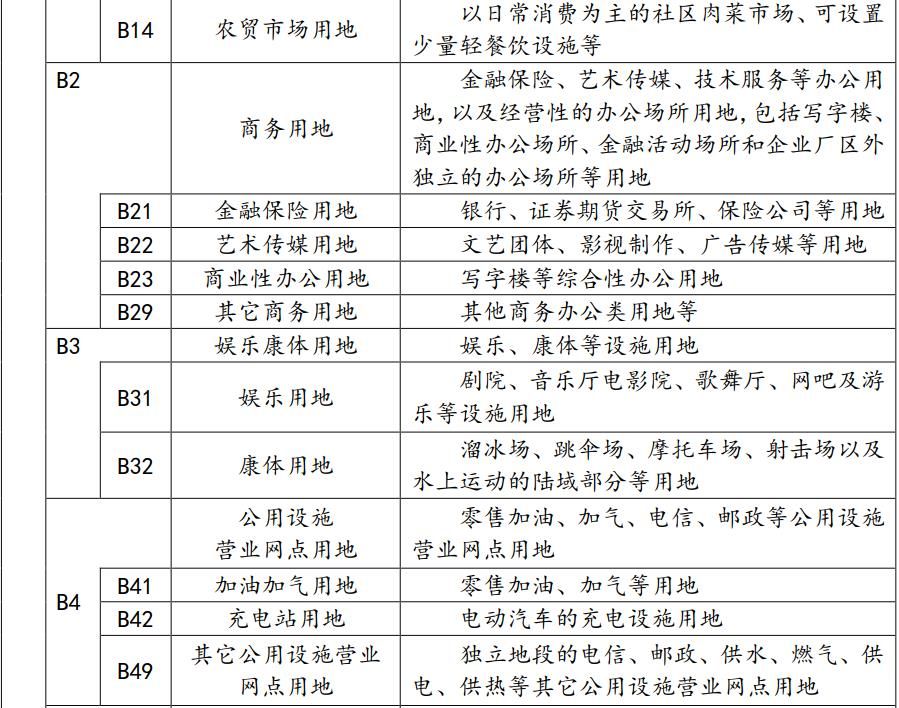 B14 农贸市场用地 以日常消费为主的社区肉菜市场、可设置
少量轻餐饮设施等
B2 商务用地 金融保险、艺术传媒、技术服务等办公用
地,以及经营性的办公场所用地,包括写字楼、
商业性办公场所、金融活动场所和企业厂区外
独立的办公场所等用地
B21 金融保险用地 银行、证券期货交易所、保险公司等用地
B22 艺术传媒用地 文艺团体、影视制作、广告传媒等用地
B23 商业性办公用地 写字楼等综合性办公用地
B29 其它商务用地 其他商务办公类用地等
B3 娱乐康体用地 娱乐、康体等设施用地
B31 娱乐用地 剧院、音乐厅电影院、歌舞厅、网吧及游
乐等设施用地
B32 康体用地 溜冰场、跳伞场、摩托车场、射击场以及
水上运动的陆域部分等用地
B4 公用设施
营业网点用地 零售加油、加气、电信、邮政等公用设施
营业网点用地
B41 加油加气用地 零售加油、加气等用地
B42 充电站用地 电动汽车的充电设施用地
B49 其它公用设施营业
网点用地 独立地段的电信、邮政、供水、燃气、供
电、供热等其它公用设施营业网点用地